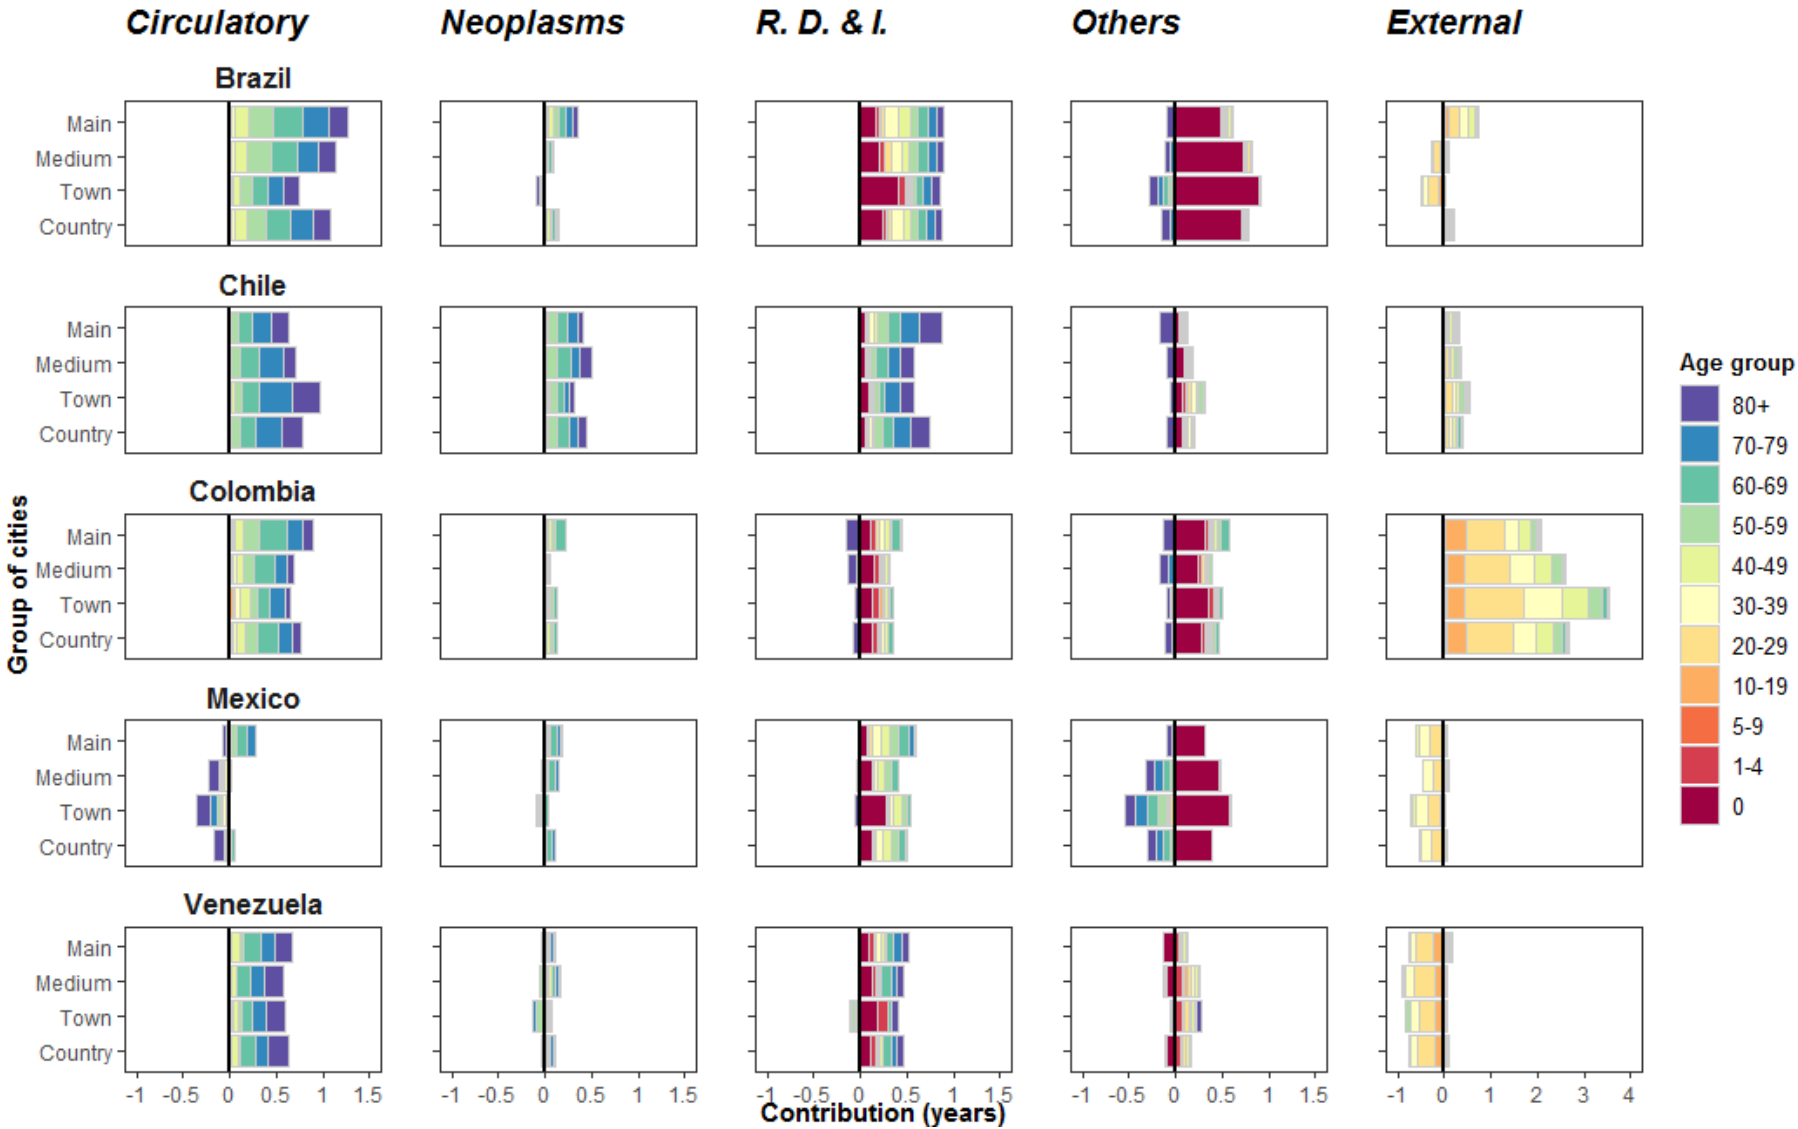 Circulatory Neoplasms R. D. & I. Others External
Brazil
Main
Medium
Town
Country
Chile
Main
Medium
Town
Country
Colombia
Main
Medium
Town
Country
Mexico
Main
Medium
Town
Country
Venezuela
Main
Medium
Town
Country
Group of cities
-1 -0.5 0 0.5 1 1.5 -1 -0.5 0 0.5 1 1.5 -1 -0.5 0 0.5 1 1.5 -1 -0.5 0 0.5 1 1.5 -1 0 1 2 3 4
Contribution (years)
Age group
80+
70-79
60-69
50-59
40-49
30-39
20-29
10-19
5-9
1-4
0